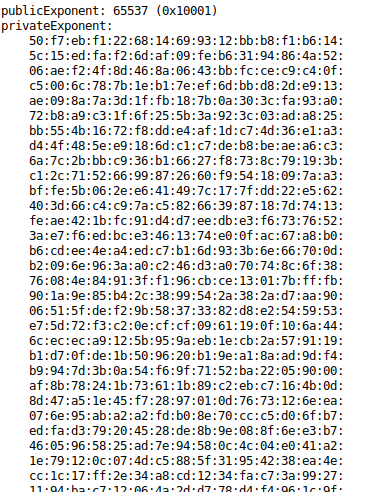 publicExponent: 65537 (0x10001)
privateExponent:
50:f7:eb:f1:22:68:14:69:93:12:bb:b8:f1:b6:14:
5c:15:ed:fa:f2:6d:af:09:fe:b6:31:94:86:4a:52:
06:ae:f2:4f:8d:46:8a:06:43:bb:fc:ce:c9:c4:0f:
c5:00:6c:78:7b:1e:b1:7e:ef:6d:bb:d8:2d:e9:13:
ae:09:8a:7a:3d:1f:fb:18:7b:0a:30:3c:fa:93:a0:
72:b8:a9:c3:1f:6f:25:5b:3a:92:3c:03:ad:a8:25:
bb:55:4b:16:72:f8:dd:e4:af:1d:c7:4d:36:e1:a3:
d4:4f:48:5e:e9:18:6d:c1:c7:de:b8:be:ae:a6:c3:
6a:7c:2b:bb:c9:36:b1:66:27:f8:73:8c:79:19:3b:
c1:2c:71:52:66:99:87:26:60:f9:54:18:09:7a:a3:
bf:fe:5b:06:2e:e6:41:49:7c:17:7f:dd:22:e5:62:
40:3d:66:c4:c9:7a:c5:82:66:39:87:18:7d:74:13:
fe:ae:42:1b:fc:91:d4:d7:ee:db:e3:f6:73:76:52:
3a:e7:f6:ed:bc:e3:46:13:74:e0:0f:ac:67:a8:b0:
b6:cd:ee:4e:a4:ed:c7:b1:6d:93:3b:6e:66:70:0d:
b2:09:6e:96:3a:a0:c2:46:d3:a0:70:74:8c:6f:38:
76:08:4e:84:91:3f:f1:96:cb:ce:13:01:7b:ff:fb:
90:1a:9e:85:b4:2c:38:99:54:2a:38:2a:d7:aa:90:
06:51:5f:de:f2:9b:58:37:33:82:d8:e2:54:59:53:
e7:5d:72:f3:c2:0e:cf:cf:09:61:19:0f:10:6a:44:
6c:ec:ec:a9:12:5b:95:9a:eb:1e:cb:2a:57:91:19:
b1:d7:0f:de:1b:50:96:20:b1:9e:a1:8a:ad:9d:f4:
b9:94:7d:3b:0a:54:f6:9f:71:52:ba:22:05:90:00:
af:8b:78:24:1b:73:61:1b:89:c2:eb:c7:16:4b:0d:
8d:47:a5:1e:45:f7:28:97:01:0d:76:73:12:6e:ea:
07:6e:95:ab:a2:a2:fd:b0:8e:70:cc:c5:d0:6f:b7:
ed:fa:d3:79:20:45:28:de:8b:9e:08:8f:6e:e3:b7:
46:05:96:58:25:ad:7e:94:58:0c:4c:04:e0:41:a2:
1e:79:12:0c:07:4d:c5:88:5f:31:95:42:38:ea:4e:
cc:1c:17:ff:2e:34:a8:cd:12:34:fa:c7:3a:99:27:
11:94:ba:c7:12:06:4a:2d:d7:78:d4:f4:96:1c:9f: